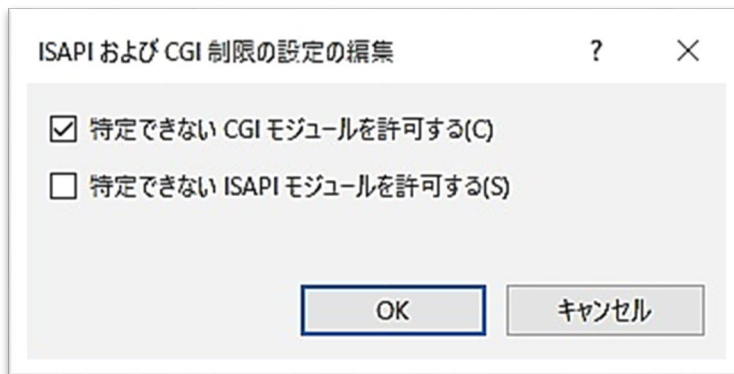 ISAPI および CGI 制限の設定の編集 ?
特定できない CGI モジュールを許可する(C)
特定できない ISAPI モジュールを許可する(S)
OK キャンセル